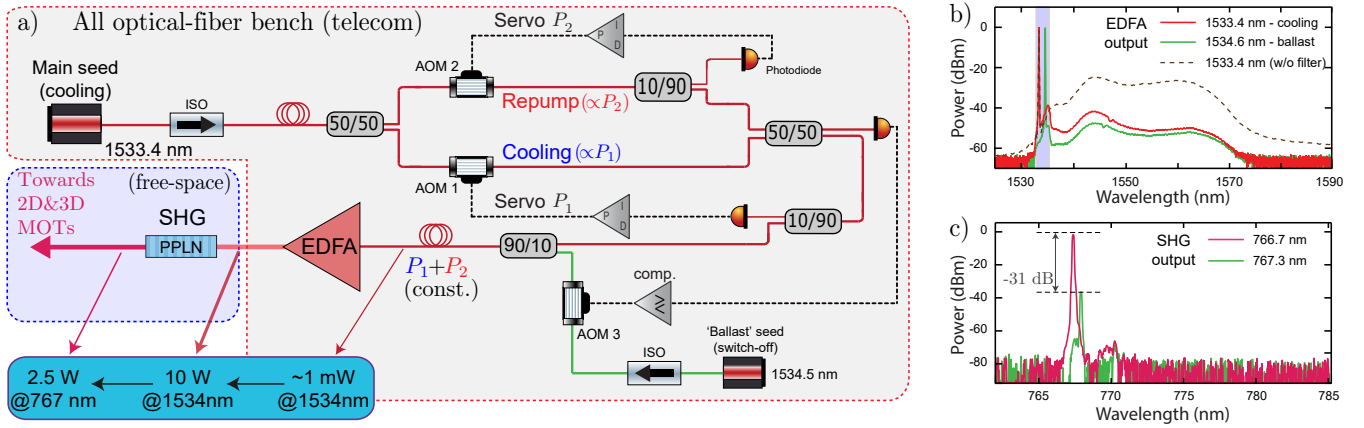 a) All optical-fiber bench (telecom)
Main seed
(cooling)
1533.4 nm
ISO
50/50
AOM 2
Servo P2
P
I
D
Photodiode
10/90
Repump (∝P2)
50/50
Cooling (∝P1)
AOM 1
Servo P1
P
I
D
10/90
Towards
2D&3D
MOTs
(free-space)
SHG
PPLN
EDFA
P1+P2
(const.)
90/10
comp.
AOM 3
ISO
'Ballast' seed
(switch-off)
1534.5 nm
2.5 W
@767 nm
10 W
@1534nm
~1 mW
@1534nm
b)
Power (dBm)
0
-20
-40
-60
EDFA
output
1533.4 nm - cooling
1534.6 nm - ballast
1533.4 nm (w/o filter)
1530
1550
1570
1590
Wavelength (nm)
c)
Power (dBm)
0
-20
-40
-60
-80
-31 dB
SHG
output
766.7 nm
767.3 nm
765
770
775
780
785
Wavelength (nm)